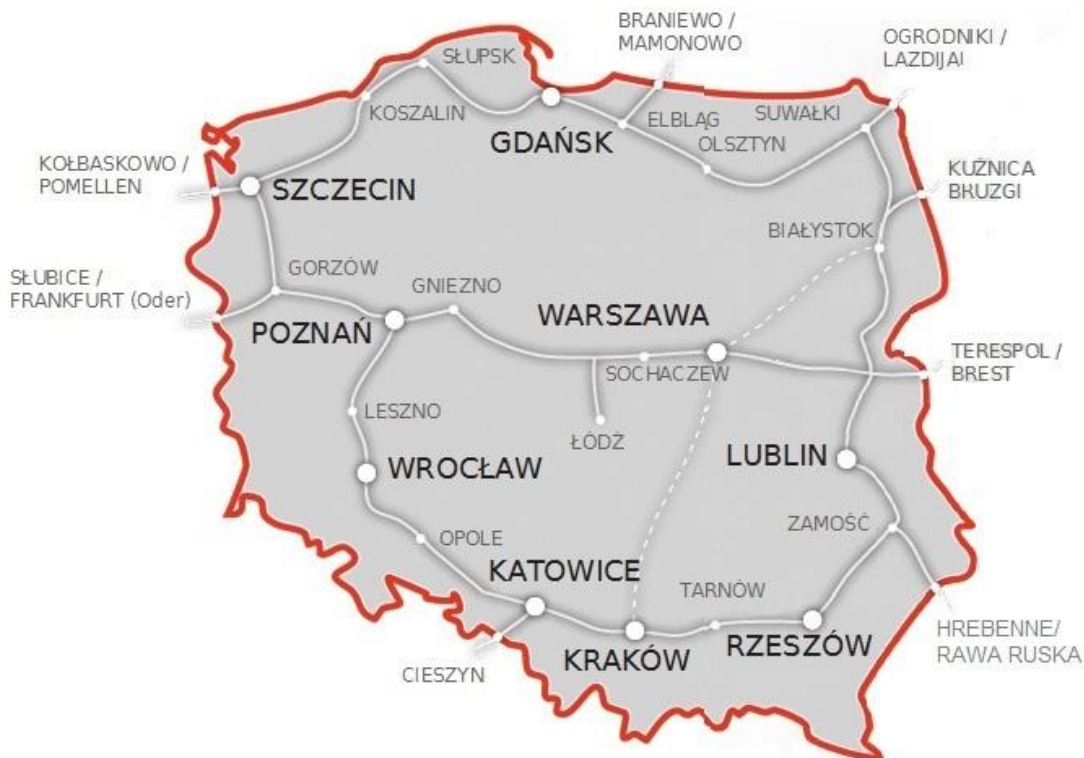 BRANIEWO /
MAMONOWO
OGRODNIKI /
LAZDIJAI
SŁUPSK
KOSZALIN
GDAŃSK
ELBLĄG
OLSZTYN
SUWAŁKI
KOŁBASKOWO /
POMELLEN
SZCZECIN
KUŹNICA
BRUZGI
BIAŁYSTOK
SŁUBICE /
FRANKFURT (Oder)
GORZÓW
GNIEZNO
POZNAŃ
WARSZAWA
SOCHACZEW
TERESPOL /
BREST
LESZNO
ŁÓDŹ
WROCŁAW
LUBLIN
OPOLE
ZAMOŚĆ
KATOWICE
TARNÓW
CIESZYN
KRAKÓW
RZESZÓW
HREBENNE/
RAWA RUSKA